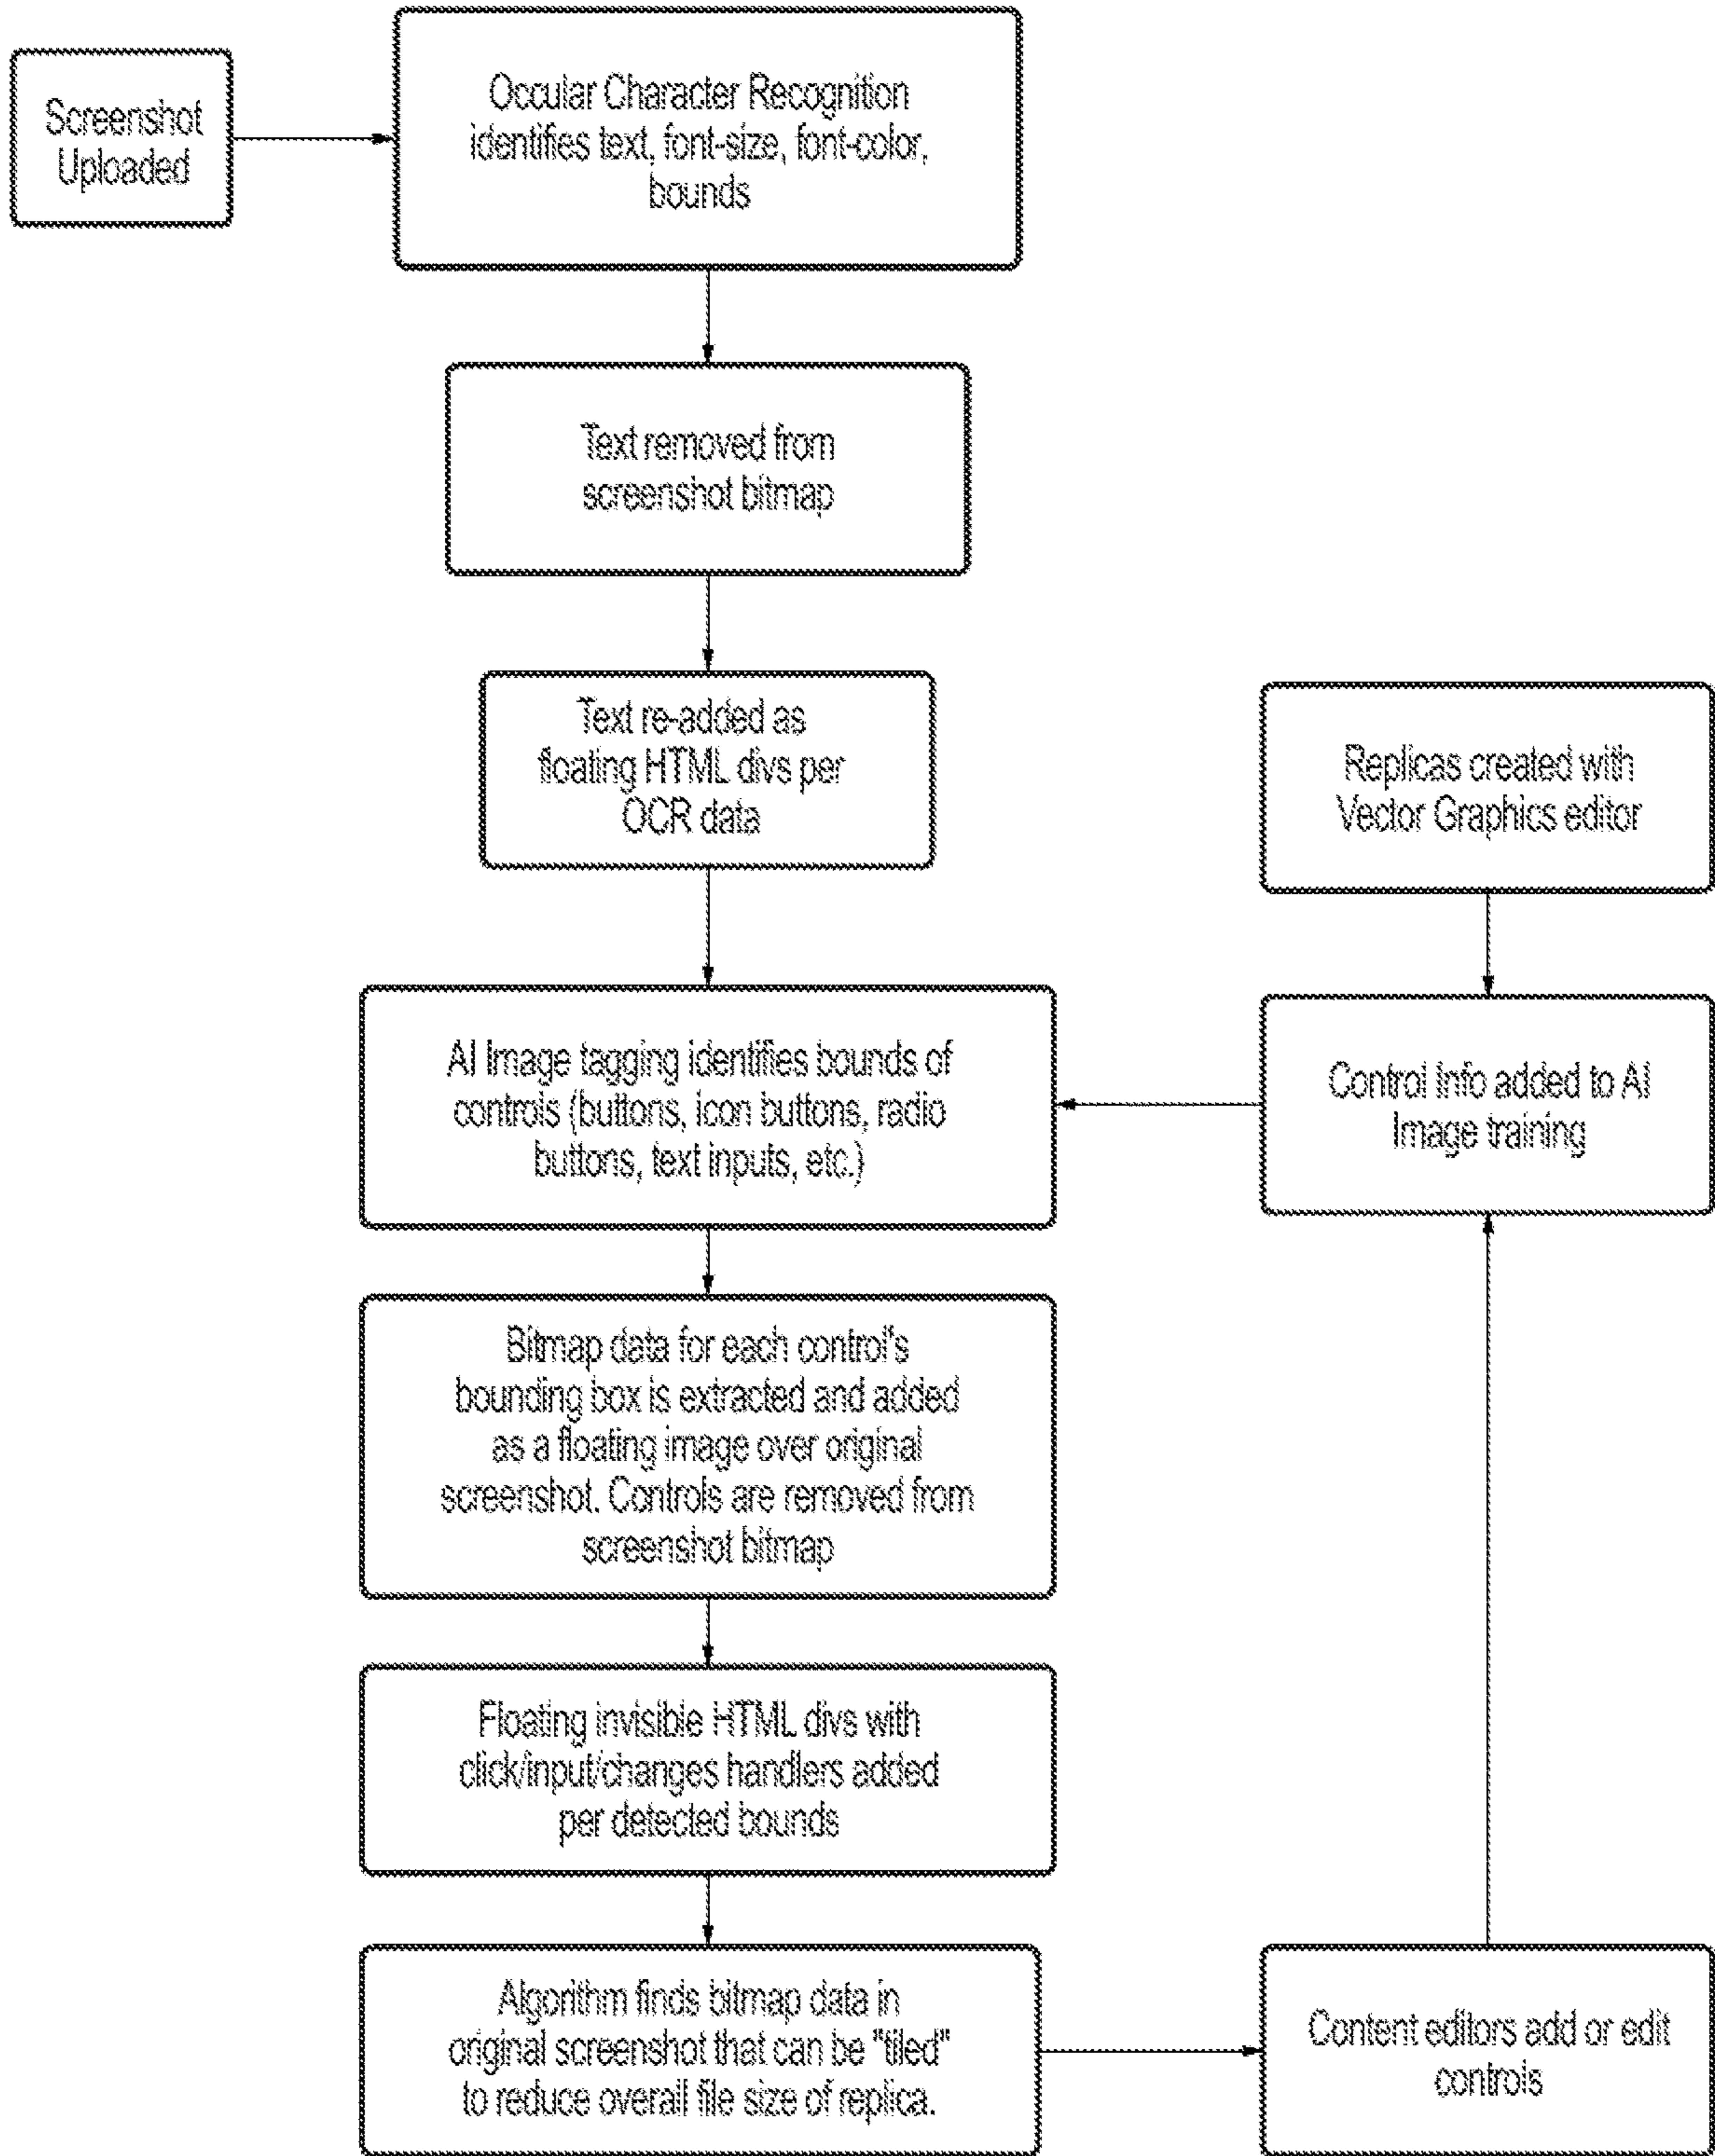 Screenshot
Uploaded
Occular Character Recognition
identifies text, font-size, font-color,
bounds
Text removed from
screenshot bitmap
Text re-added as
floating HTML divs per
OCR data
Replicas created with
Vector Graphics editor
AI Image tagging identifies bounds of
controls (buttons, icon buttons, radio
buttons, text inputs, etc.)
Control Info added to AI
Image training
Bitmap data for each control's
bounding box is extracted and added
as a floating image over original
screenshot. Controls are removed from
screenshot bitmap
Floating invisible HTML divs with
click/input/changes handlers added
per detected bounds
Algorithm finds bitmap data in
original screenshot that can be "tiled"
to reduce overall file size of replica.
Content editors add or edit
controls